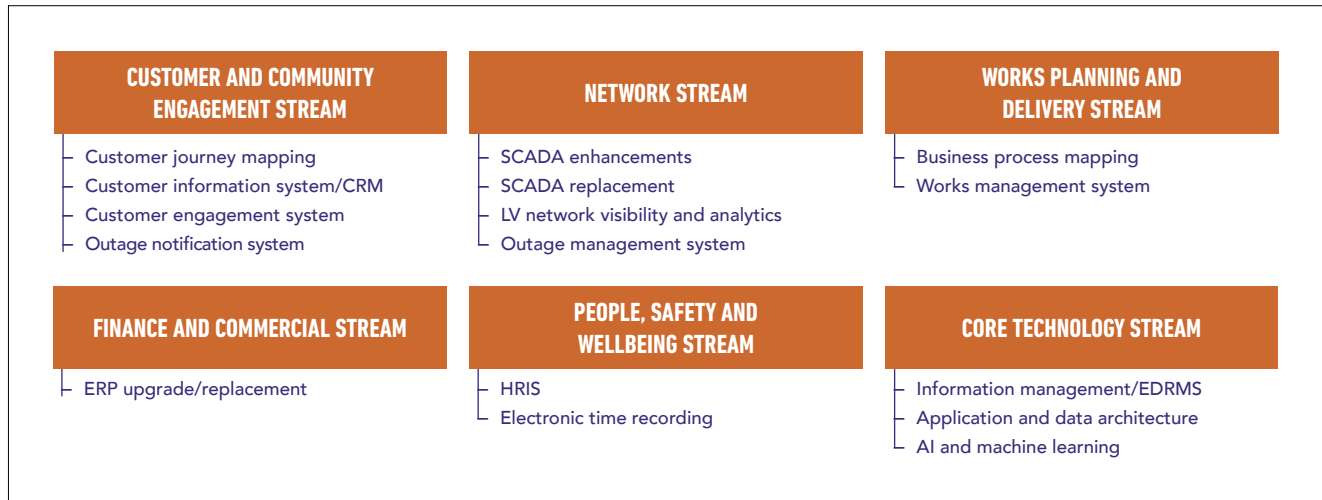 CUSTOMER AND COMMUNITY
ENGAGEMENT STREAM
Customer journey mapping
Customer information system/CRM
Customer engagement system
Outage notification system
NETWORK STREAM
SCADA enhancements
SCADA replacement
LV network visibility and analytics
Outage management system
WORKS PLANNING AND
DELIVERY STREAM
Business process mapping
Works management system
FINANCE AND COMMERCIAL STREAM
ERP upgrade/replacement
PEOPLE, SAFETY AND
WELLBEING STREAM
HRIS
Electronic time recording
CORE TECHNOLOGY STREAM
Information management/EDRMS
Application and data architecture
AI and machine learning